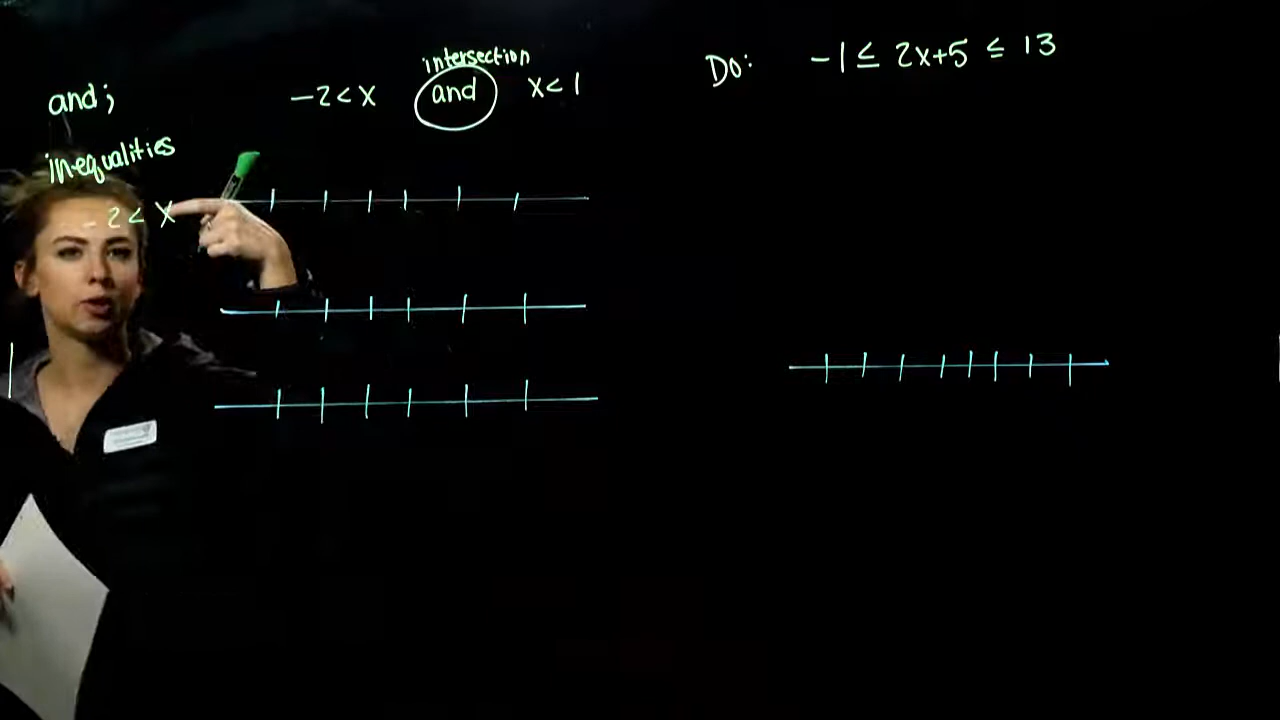 and;
inequalities
-2 < x
intersection
-2 < x and x < 1
Do: -1 ≤ 2x+5 ≤ 13